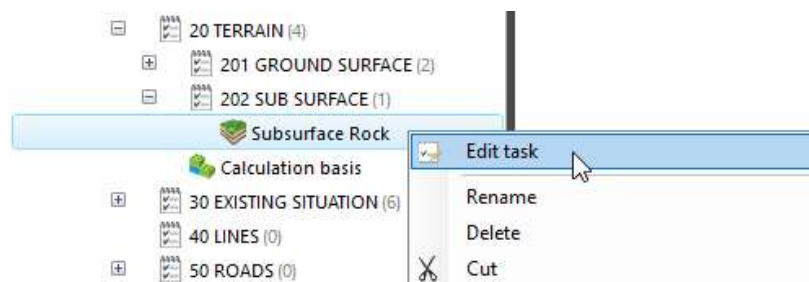 20 TERRAIN (4)
201 GROUND SURFACE (2)
202 SUB SURFACE (1)
Subsurface Rock
Edit task
Calculation basis
Rename
30 EXISTING SITUATION (6)
Delete
40 LINES (0)
Cut
50 ROADS (0)